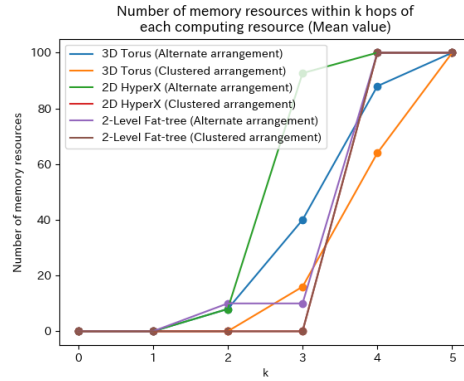 Number of memory resources within k hops of
each computing resource (Mean value)
100
80
60
40
20
0
Number of memory resources
3D Torus (Alternate arrangement)
3D Torus (Clustered arrangement)
2D HyperX (Alternate arrangement)
2D HyperX (Clustered arrangement)
2-Level Fat-tree (Alternate arrangement)
2-Level Fat-tree (Clustered arrangement)
0 1 2 3 4 5
k